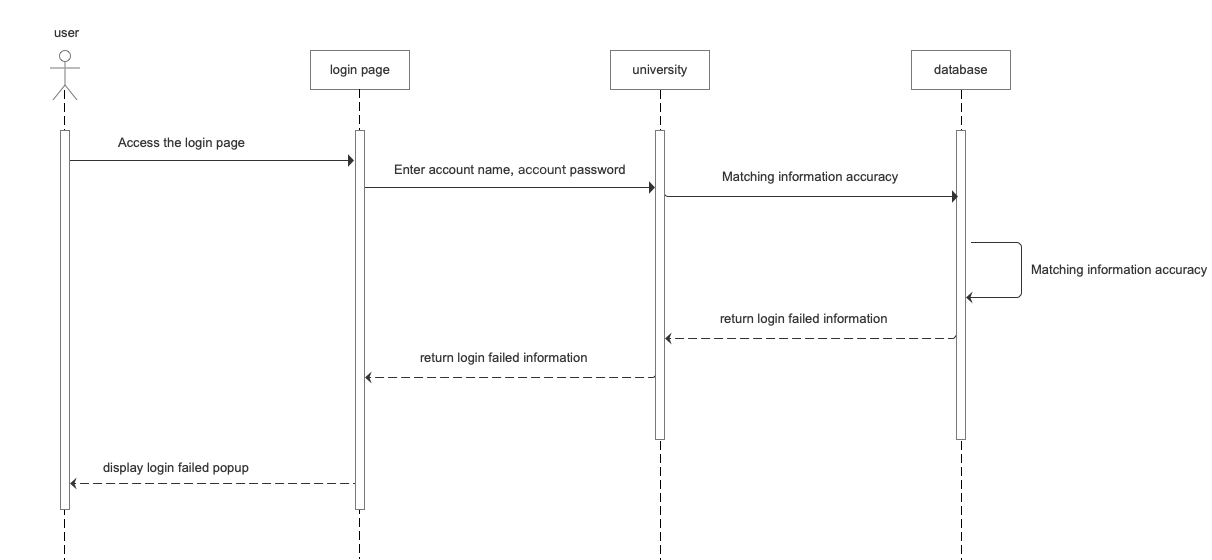 user
login page
university
database
Access the login page
Enter account name, account password
Matching information accuracy
Matching information accuracy
return login failed information
return login failed information
display login failed popup